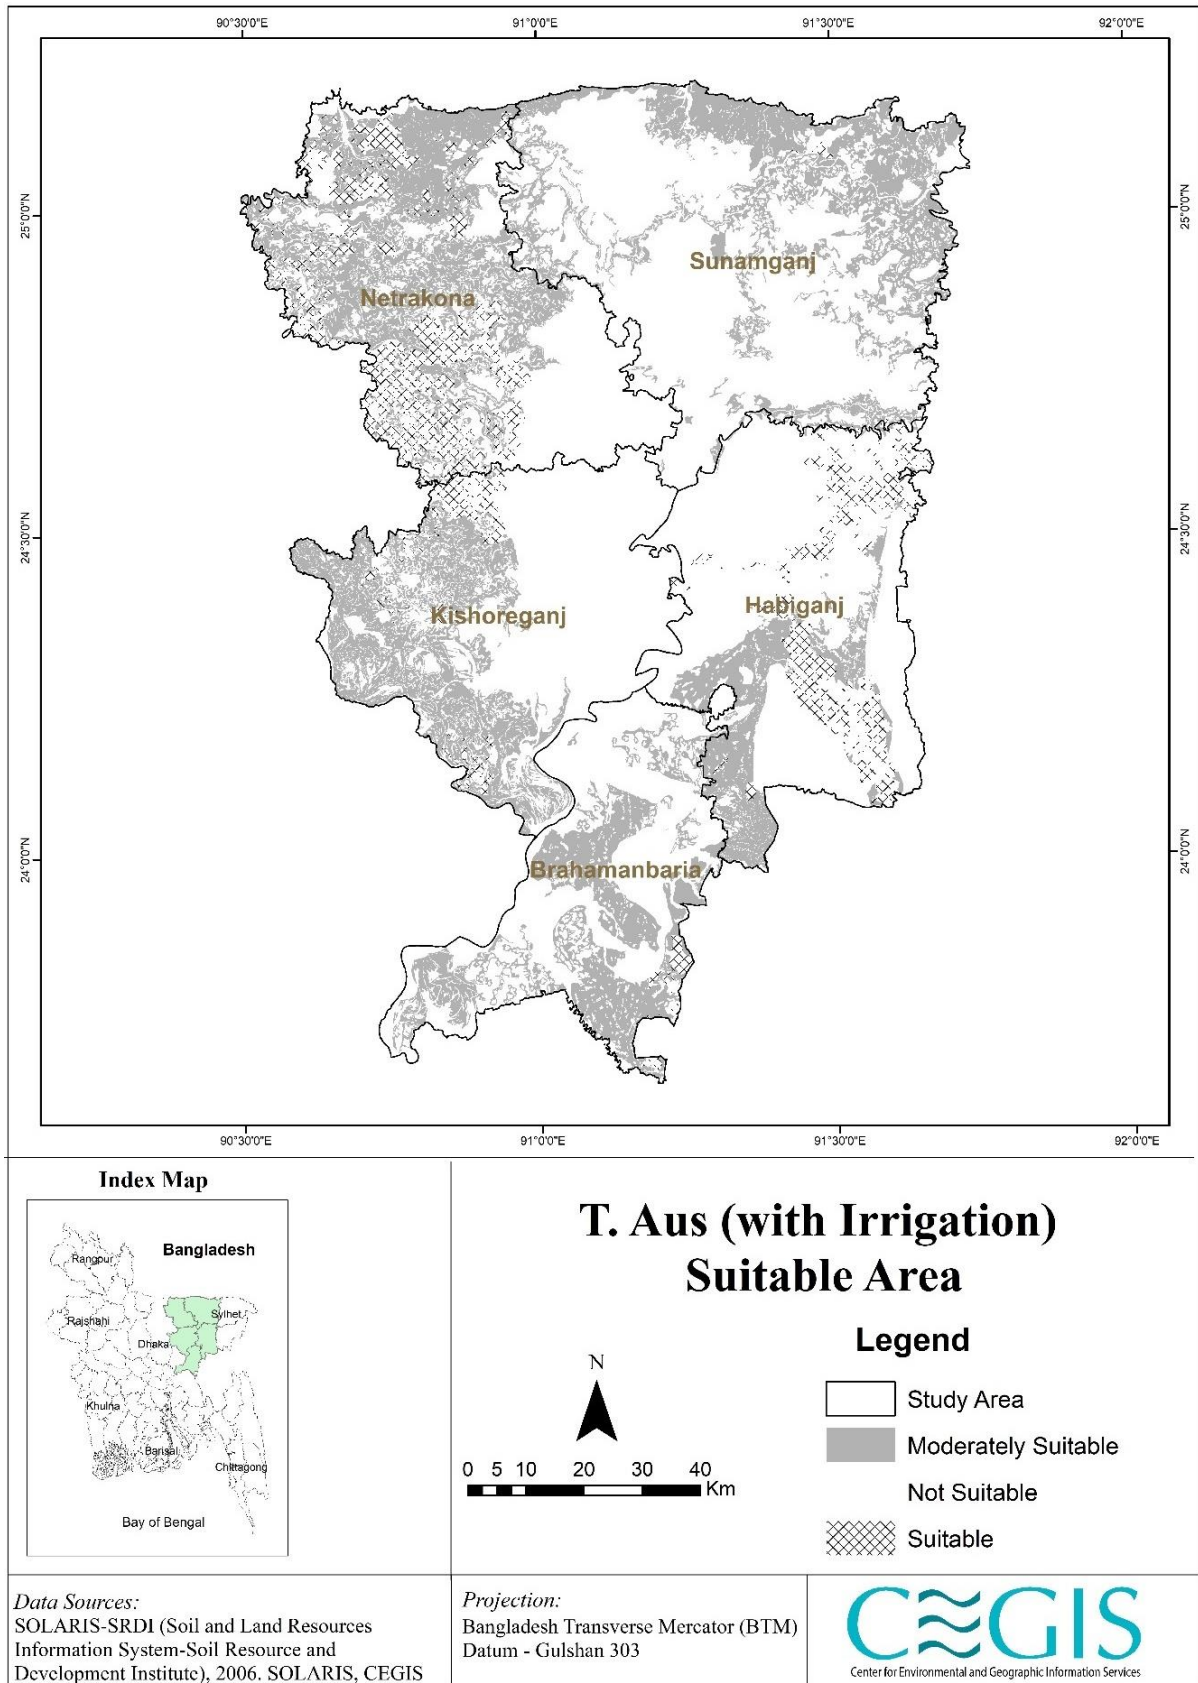 90°30'0"E
91°0'0"E
91°30'0"E
92°0'0"E
25°0'0"N
25°0'0"N
Sunamganj
Netrakona
24°30'0"N
24°30'0"N
Habiganj
Kishoreganj
24°0'0"N
24°0'0"N
Brahamanbaria
90°30'0"E
91°0'0"E
91°30'0"E
92°0'0"E
Index Map
Bangladesh
Rangpur
Rajshahi
Sylhet
Dhaka
Khulna
Barisal
Chittagong
Bay of Bengal
T. Aus (with Irrigation)
Suitable Area
Legend
N
Study Area
Moderately Suitable
Not Suitable
Suitable
0 5 10 20 30 40
Km
Data Sources:
SOLARIS-SRDI (Soil and Land Resources
Information System-Soil Resource and
Development Institute), 2006. SOLARIS, CEGIS
Projection:
Bangladesh Transverse Mercator (BTM)
Datum - Gulshan 303
CEGIS
Center for Environmental and Geographic Information Services